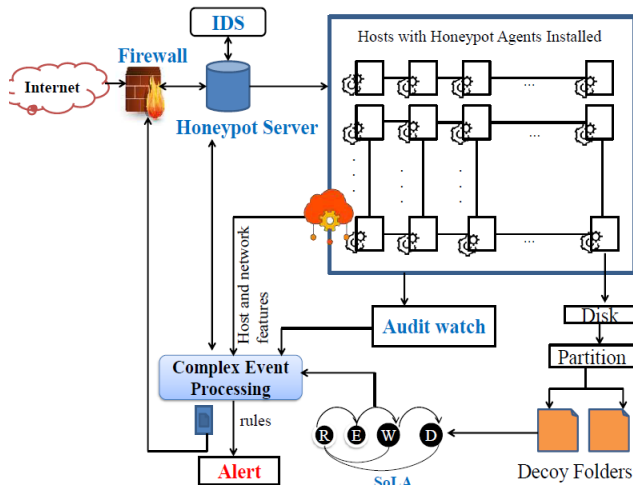 IDS
Hosts with Honeypot Agents Installed
Firewall
Internet
Honeypot Server
...
...
...
Host and network
features
Audit watch
Disk
Partition
Complex Event
Processing
rules
R E W D
Alert
SoLA
Decoy Folders